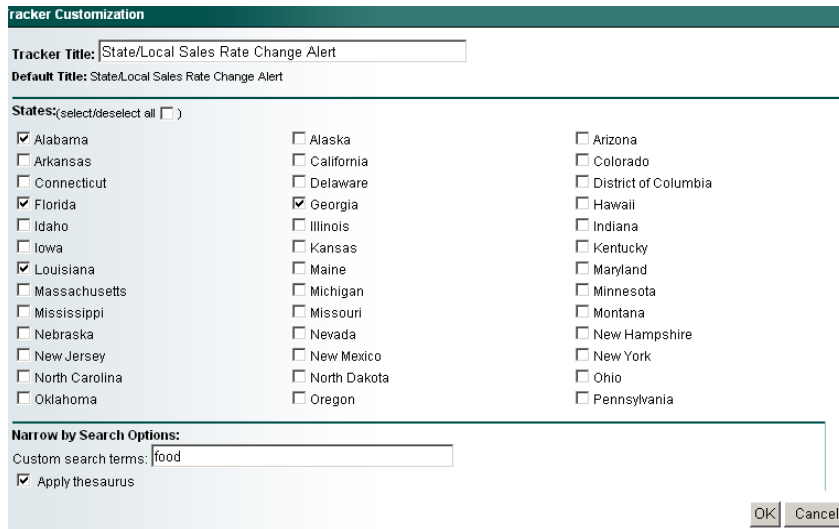 racker Customization
Tracker Title: State/Local Sales Rate Change Alert
Default Title: State/Local Sales Rate Change Alert
States:(select/deselect all )
Alabama Alaska Arizona
Arkansas California Colorado
Connecticut Delaware District of Columbia
Florida Georgia Hawaii
Idaho Illinois Indiana
Iowa Kansas Kentucky
Louisiana Maine Maryland
Massachusetts Michigan Minnesota
Mississippi Missouri Montana
Nebraska Nevada New Hampshire
New Jersey New Mexico New York
North Carolina North Dakota Ohio
Oklahoma Oregon Pennsylvania
Narrow by Search Options:
Custom search terms: food
Apply thesaurus
OK Cancel